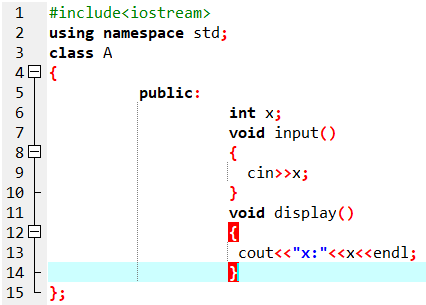 1 #include<iostream>
2 using namespace std;
3 class A
4 {
5 public:
6 int x;
7 void input()
8 {
9 cin>>x;
10 }
11 void display()
12 {
13 cout<<"x:"<<x<<endl;
14 }
15 };